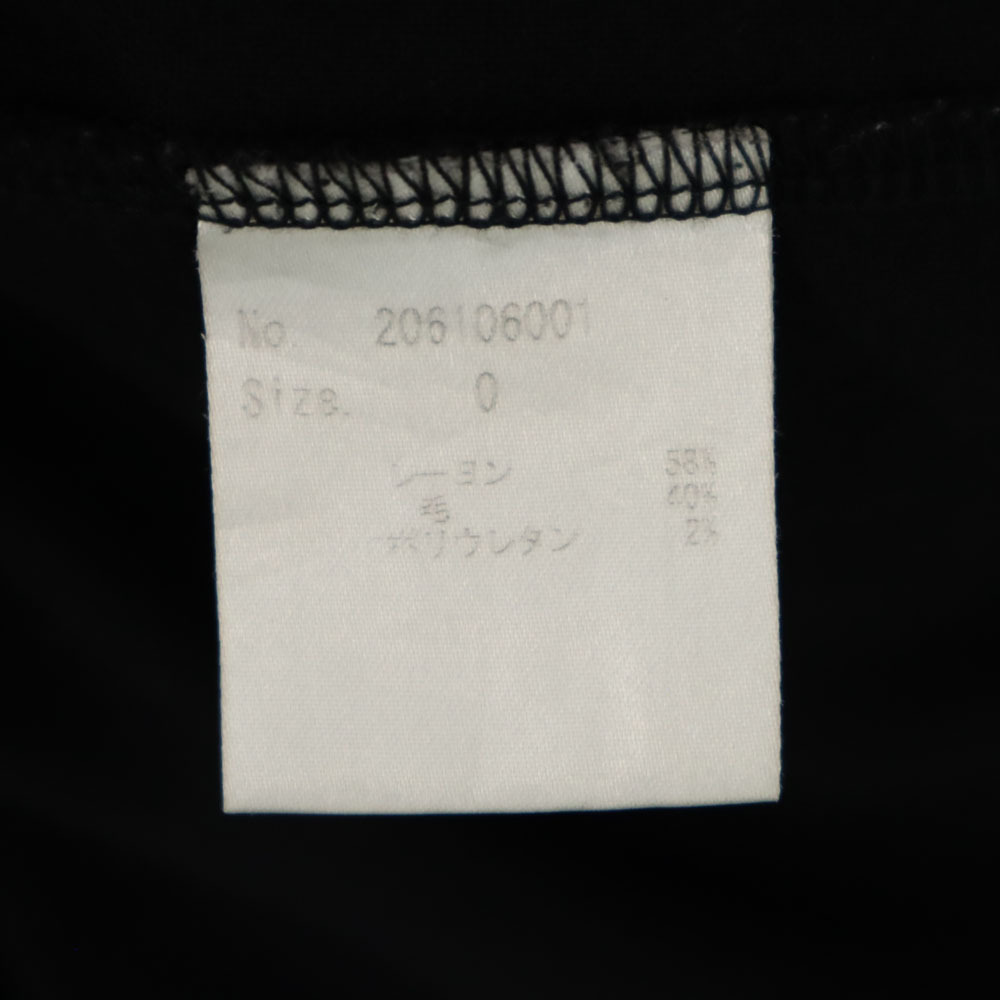 No. 206106001
Size. 0
レーヨン 58%
毛 40%
ポリウレタン 2%